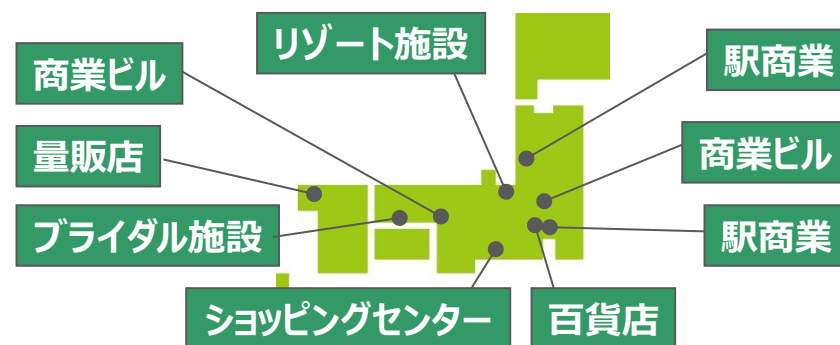 リゾート施設
駅商業
商業ビル
量販店
商業ビル
ブライダル施設
駅商業
ショッピングセンター
百貨店